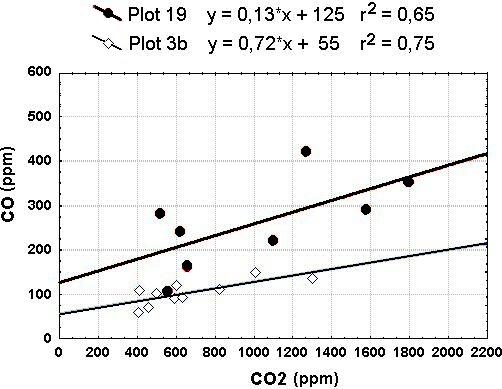 Plot 19 y = 0,13*x + 125 r2 = 0,65
Plot 3b y = 0,72*x + 55 r2 = 0,75
600
500
400
300
200
100
0
CO (ppm)
0 200 400 600 800 1000 1200 1400 1600 1800 2000 2200
CO2 (ppm)